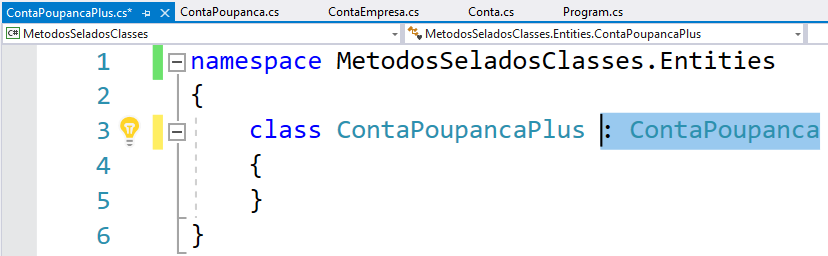 ContaPoupancaPlus.cs* ContaPoupanca.cs ContaEmpresa.cs Conta.cs Program.cs
C# MetodosSeladosClasses MetodosSeladosClasses.Entities.ContaPoupancaPlus
1 namespace MetodosSeladosClasses.Entities
2 {
3 class ContaPoupancaPlus : ContaPoupanca
4 {
5 }
6 }